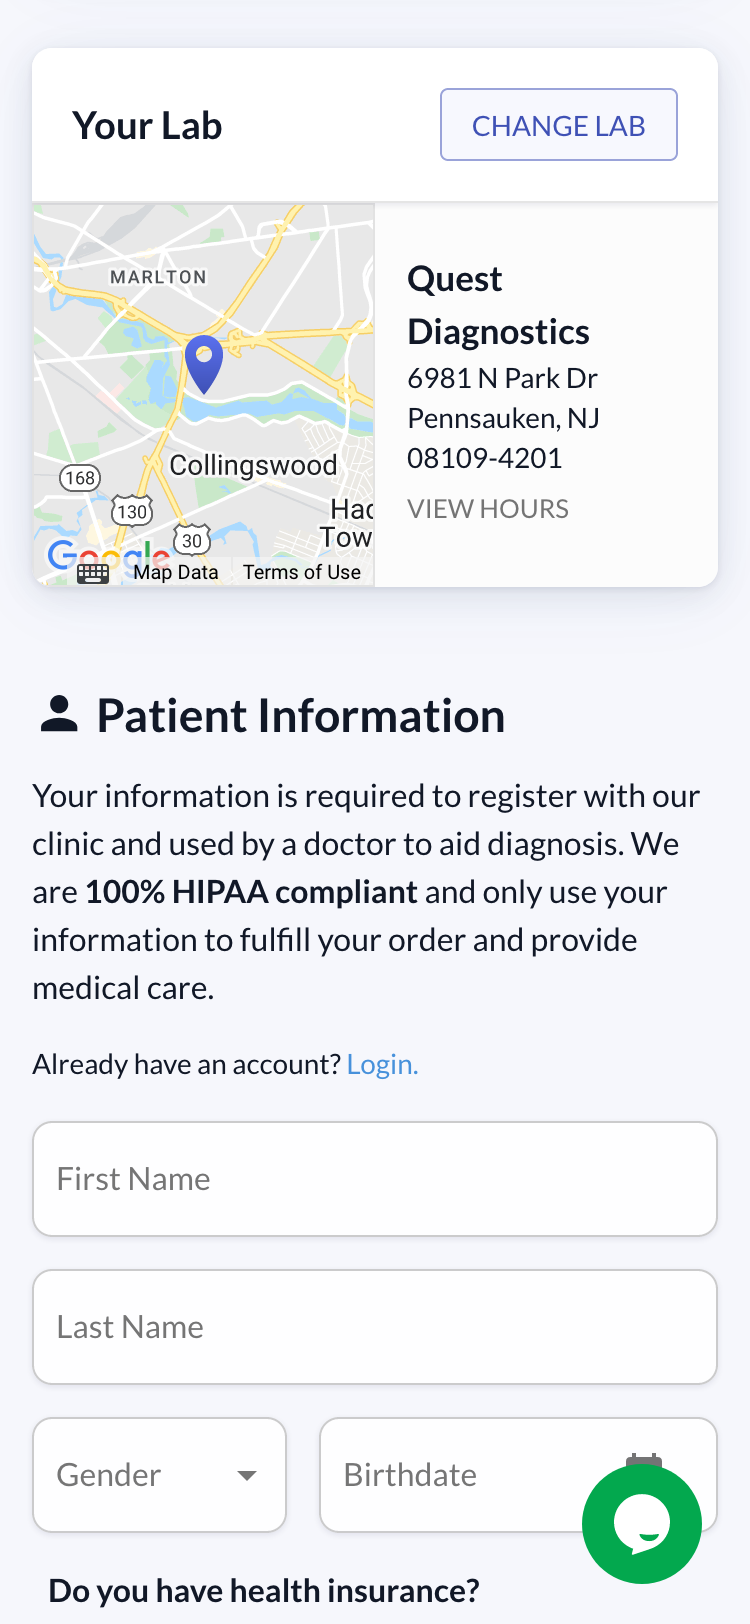 Your Lab
CHANGE LAB
MARLTON
Collingswood
168
130
30
Had
Tow
Google
Map Data
Terms of Use
Quest
Diagnostics
6981 N Park Dr
Pennsauken, NJ
08109-4201
VIEW HOURS
Patient Information
Your information is required to register with our
clinic and used by a doctor to aid diagnosis. We
are 100% HIPAA compliant and only use your
information to fulfill your order and provide
medical care.
Already have an account? Login.
First Name
Last Name
Gender
Birthdate
Do you have health insurance?